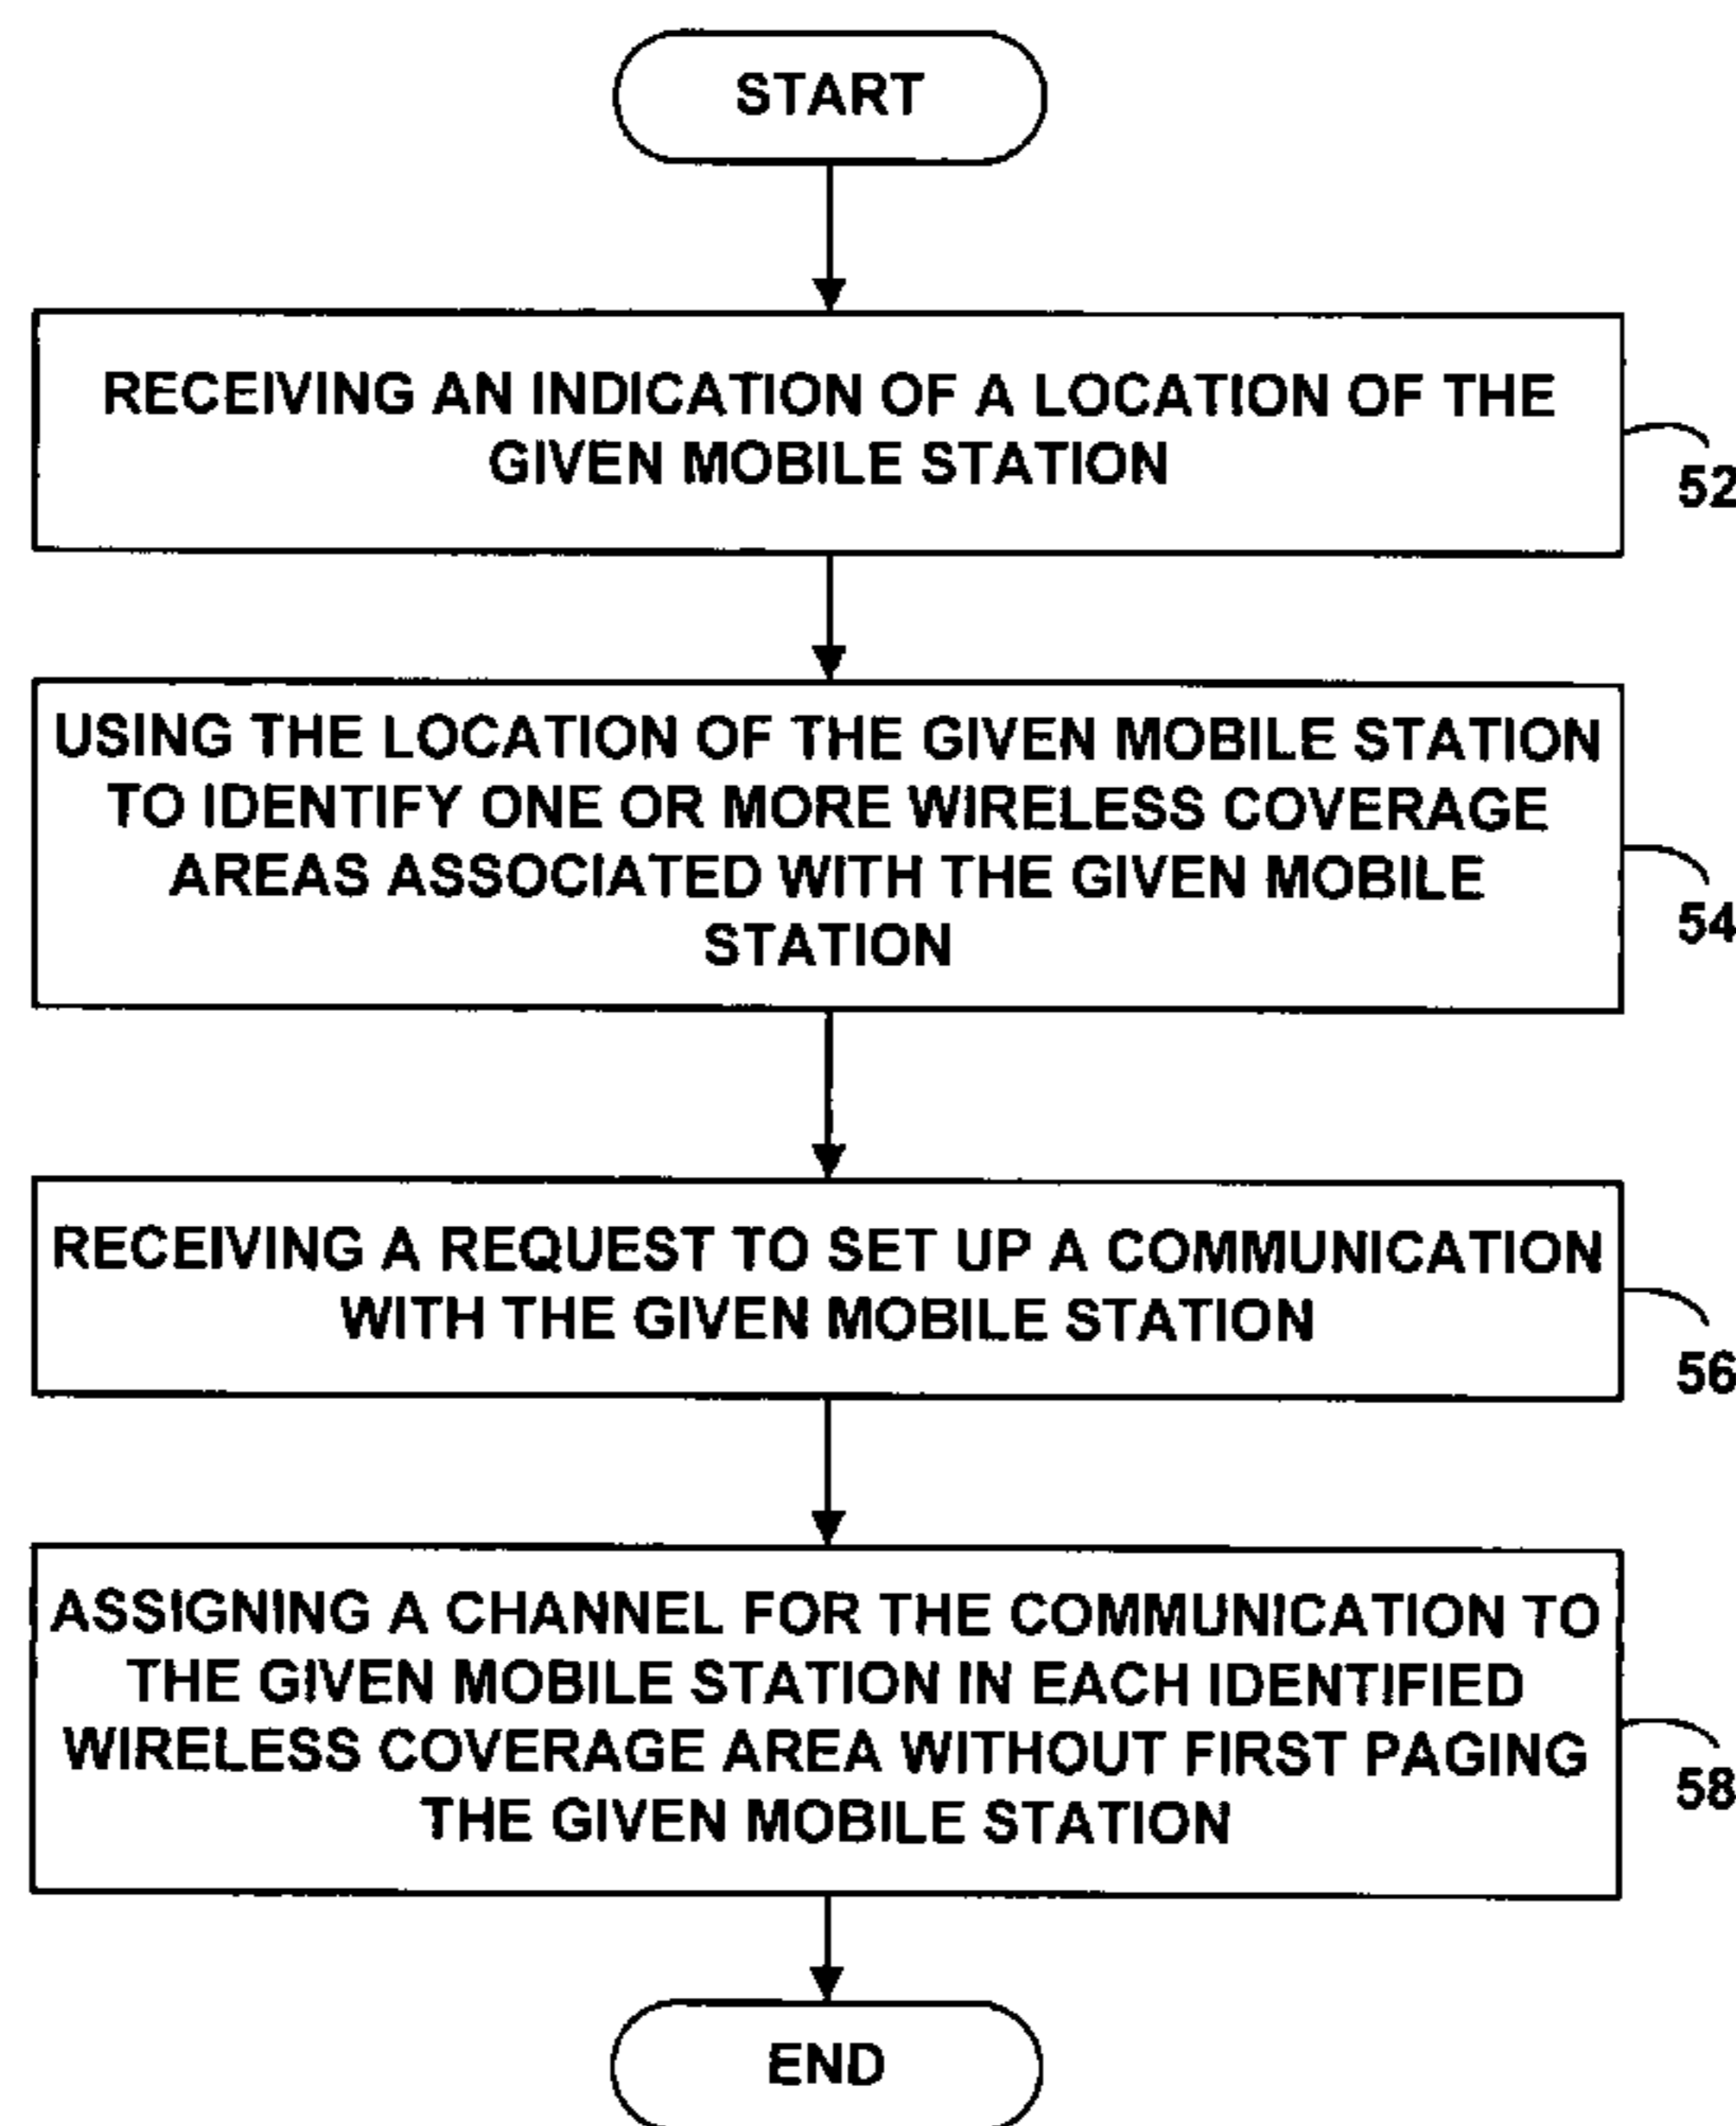 START
RECEIVING AN INDICATION OF A LOCATION OF THE
GIVEN MOBILE STATION
52
USING THE LOCATION OF THE GIVEN MOBILE STATION
TO IDENTIFY ONE OR MORE WIRELESS COVERAGE
AREAS ASSOCIATED WITH THE GIVEN MOBILE
STATION
54
RECEIVING A REQUEST TO SET UP A COMMUNICATION
WITH THE GIVEN MOBILE STATION
56
ASSIGNING A CHANNEL FOR THE COMMUNICATION TO
THE GIVEN MOBILE STATION IN EACH IDENTIFIED
WIRELESS COVERAGE AREA WITHOUT FIRST PAGING
THE GIVEN MOBILE STATION
58
END